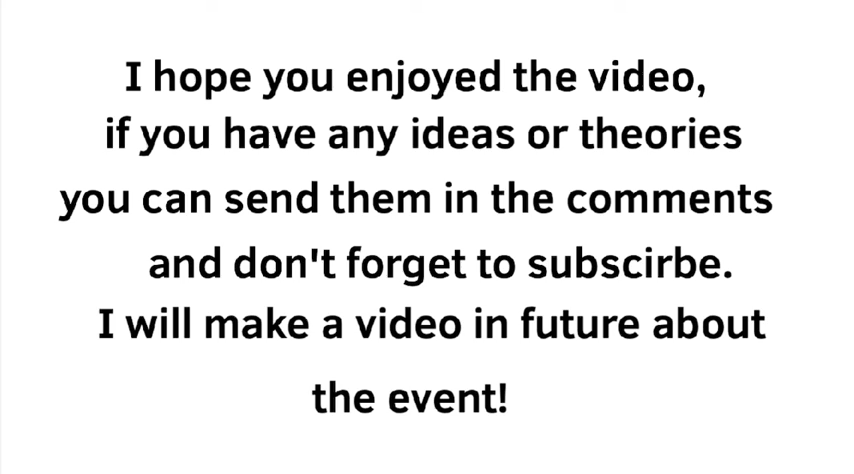 I hope you enjoyed the video,
if you have any ideas or theories
you can send them in the comments
and don't forget to subscirbe.
I will make a video in future about
the event!